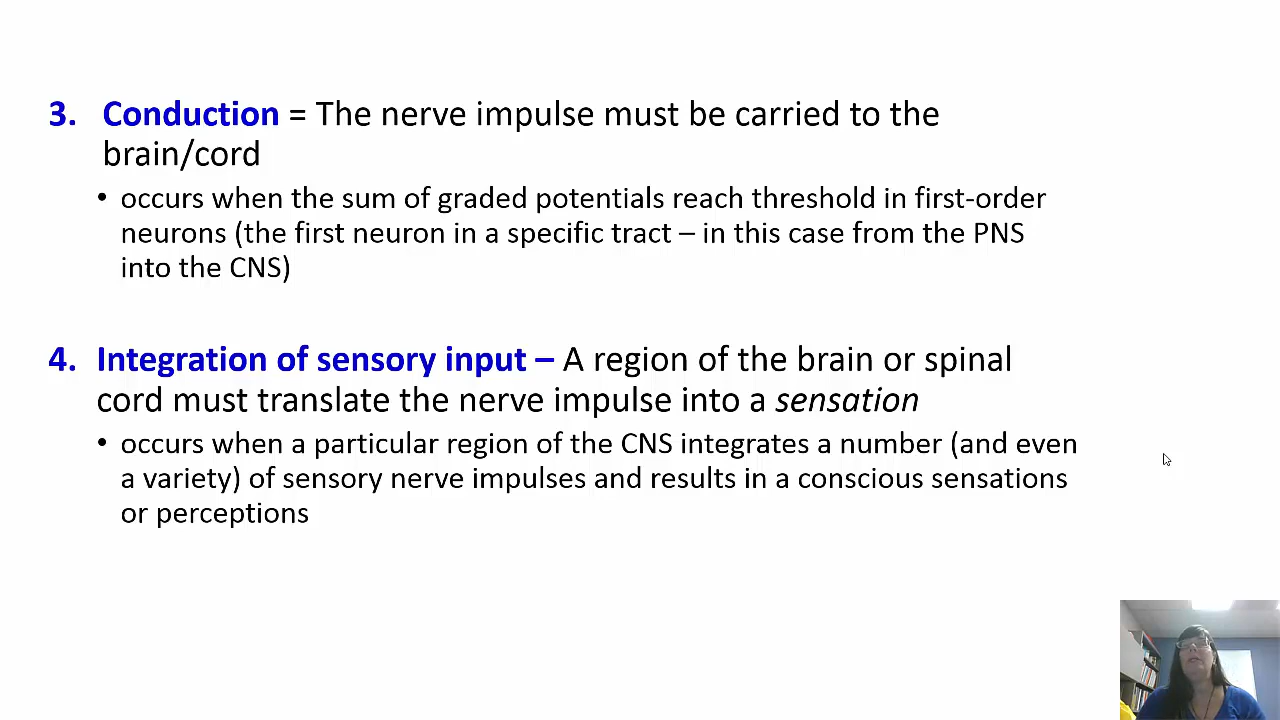 3. Conduction = The nerve impulse must be carried to the
brain/cord
• occurs when the sum of graded potentials reach threshold in first-order
neurons (the first neuron in a specific tract – in this case from the PNS
into the CNS)
4. Integration of sensory input – A region of the brain or spinal
cord must translate the nerve impulse into a sensation
• occurs when a particular region of the CNS integrates a number (and even
a variety) of sensory nerve impulses and results in a conscious sensations
or perceptions